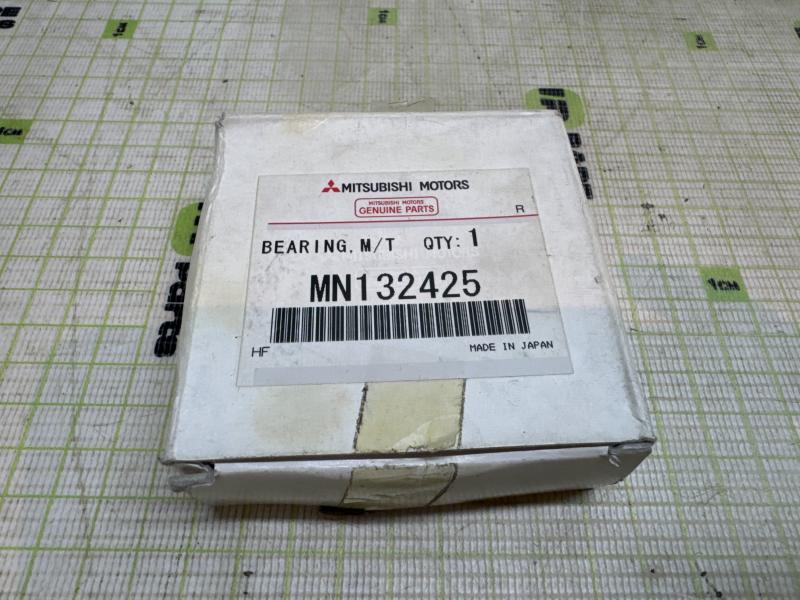 1CM
1CM
1CM
MITSUBISHI MOTORS
MITSUBISHI MOTORS
GENUINE PARTS
R
BEARING, M/T QTY: 1
MN132425
1CM
HF
MADE IN JAPAN